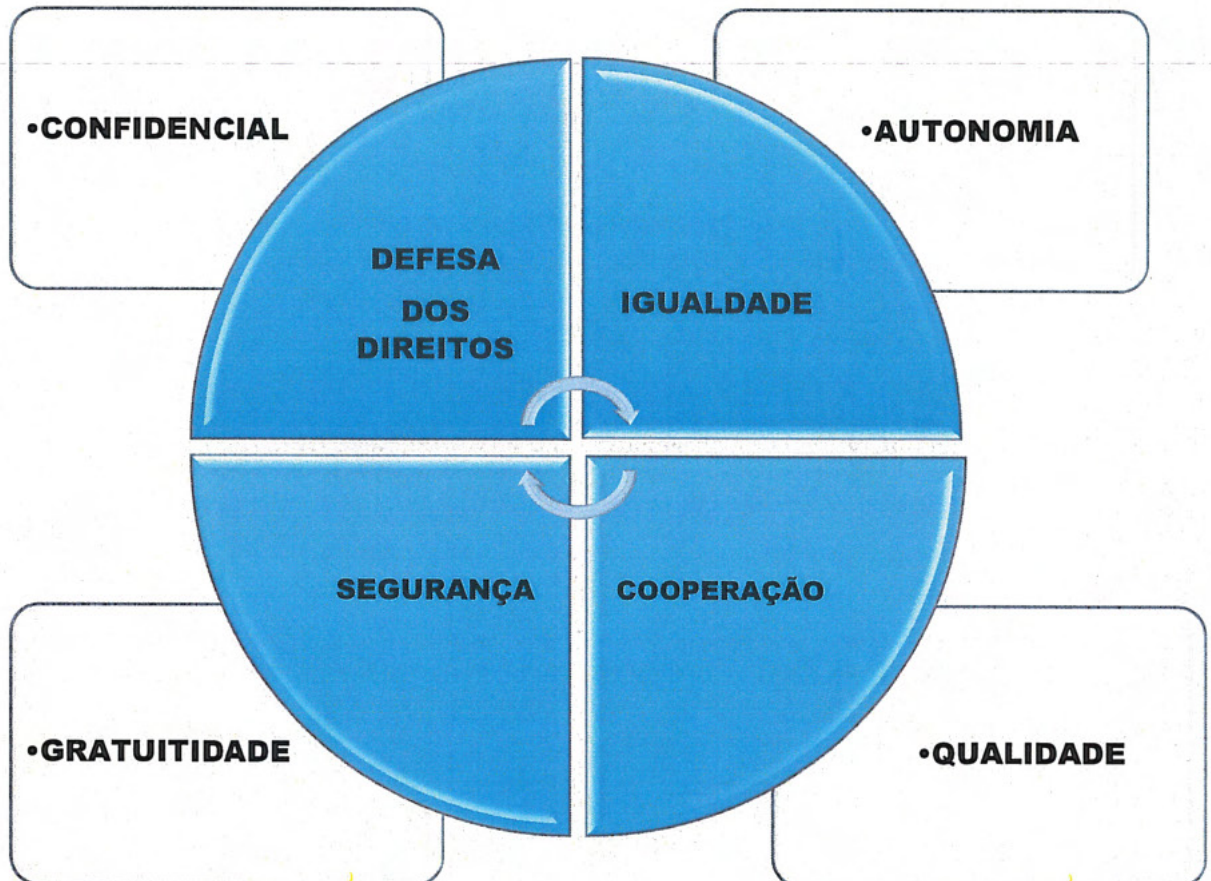 •CONFIDENCIAL
•AUTONOMIA
DEFESA
DOS
DIREITOS
IGUALDADE
SEGURANÇA
COOPERAÇÃO
•GRATUITIDADE
•QUALIDADE